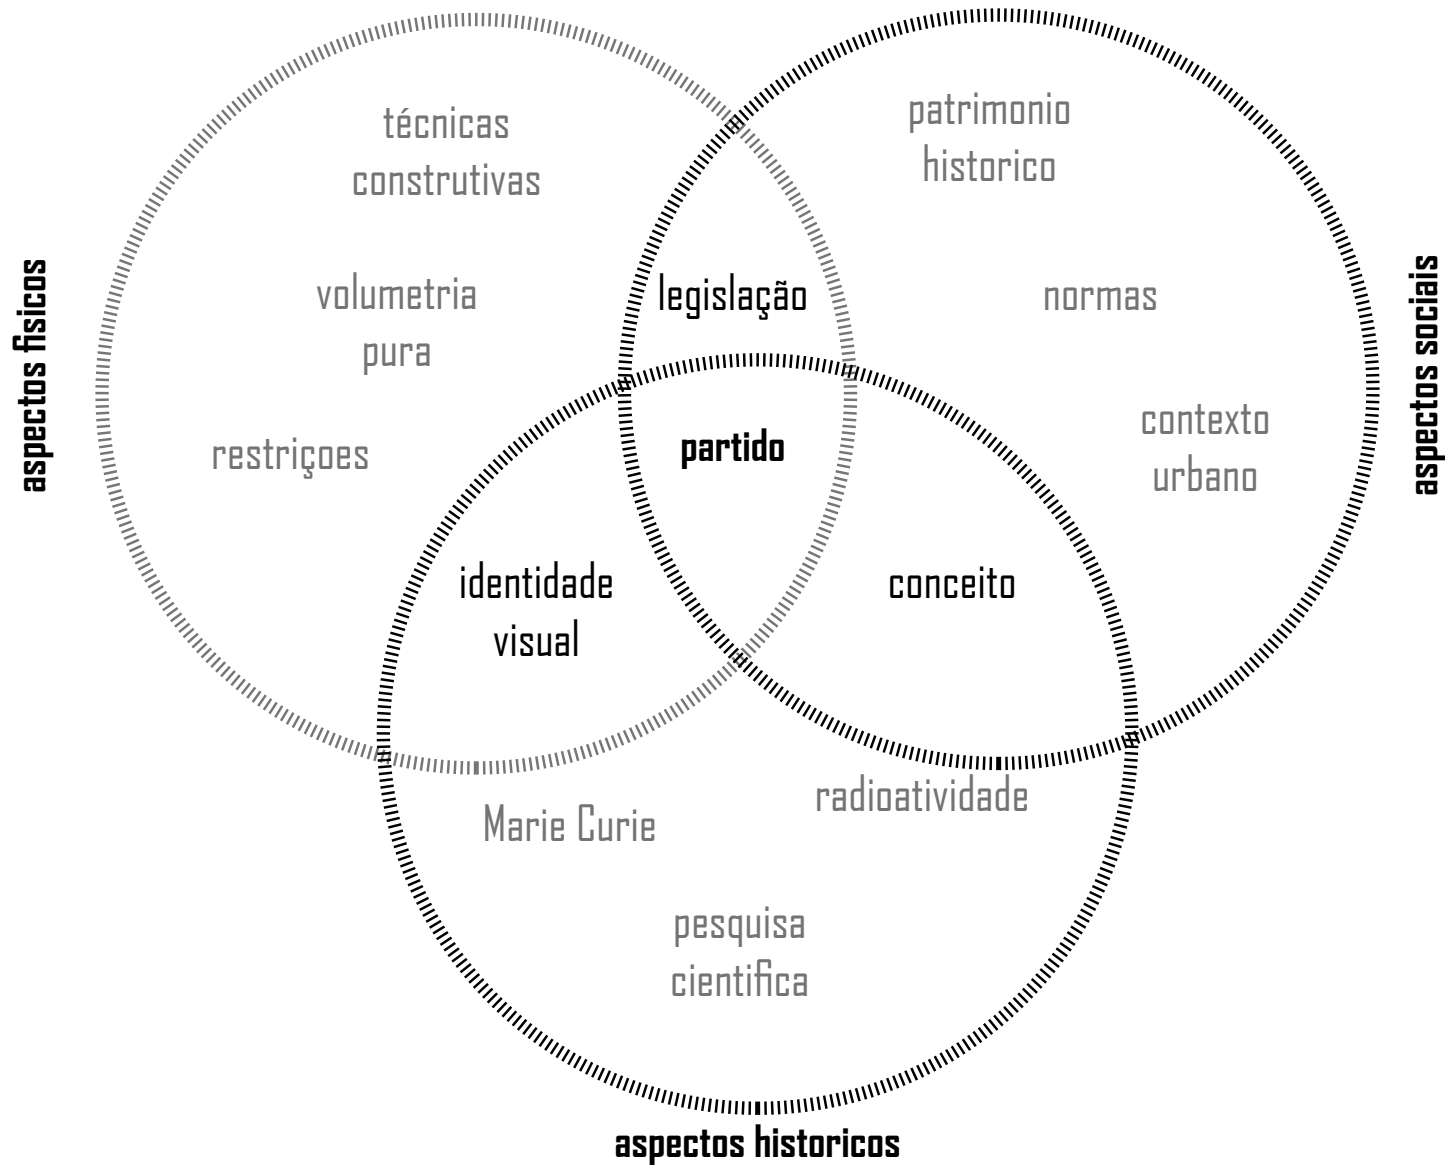 técnicas
construtivas
patrimonio
historico
aspectos fisicos
volumetria
pura
legislação
normas
aspectos sociais
restriçoes
partido
contexto
urbano
identidade
visual
conceito
Marie Curie
radioatividade
pesquisa
cientifica
aspectos historicos